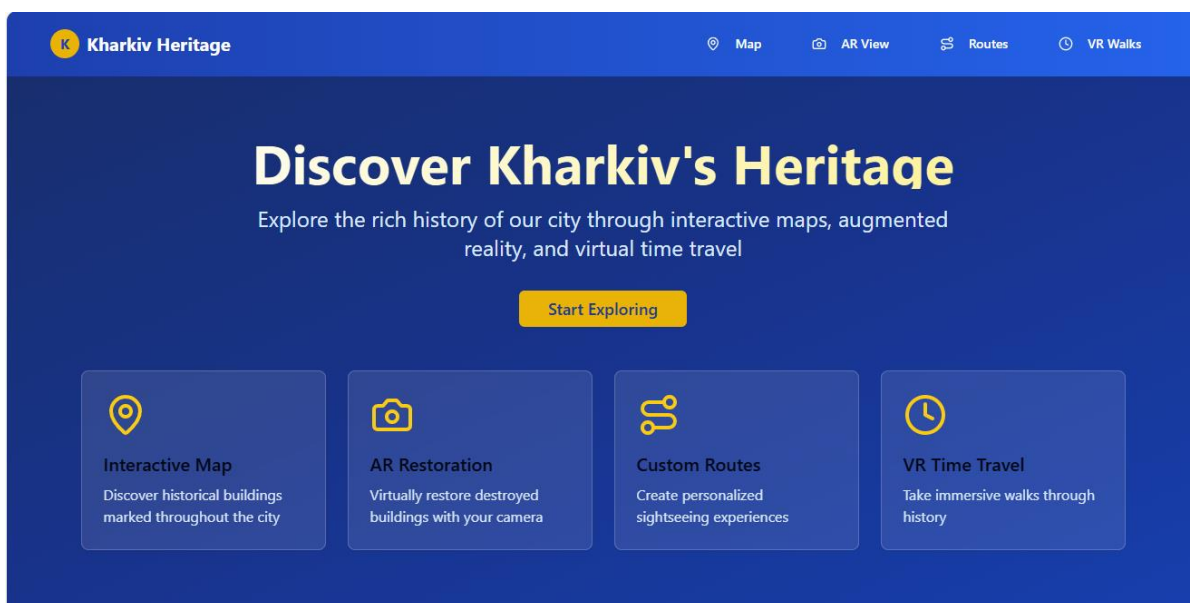 K Kharkiv Heritage
Map
AR View
Routes
VR Walks
Discover Kharkiv's Heritage
Explore the rich history of our city through interactive maps, augmented
reality, and virtual time travel
Start Exploring
Interactive Map
Discover historical buildings
marked throughout the city
AR Restoration
Virtually restore destroyed
buildings with your camera
Custom Routes
Create personalized
sightseeing experiences
VR Time Travel
Take immersive walks through
history